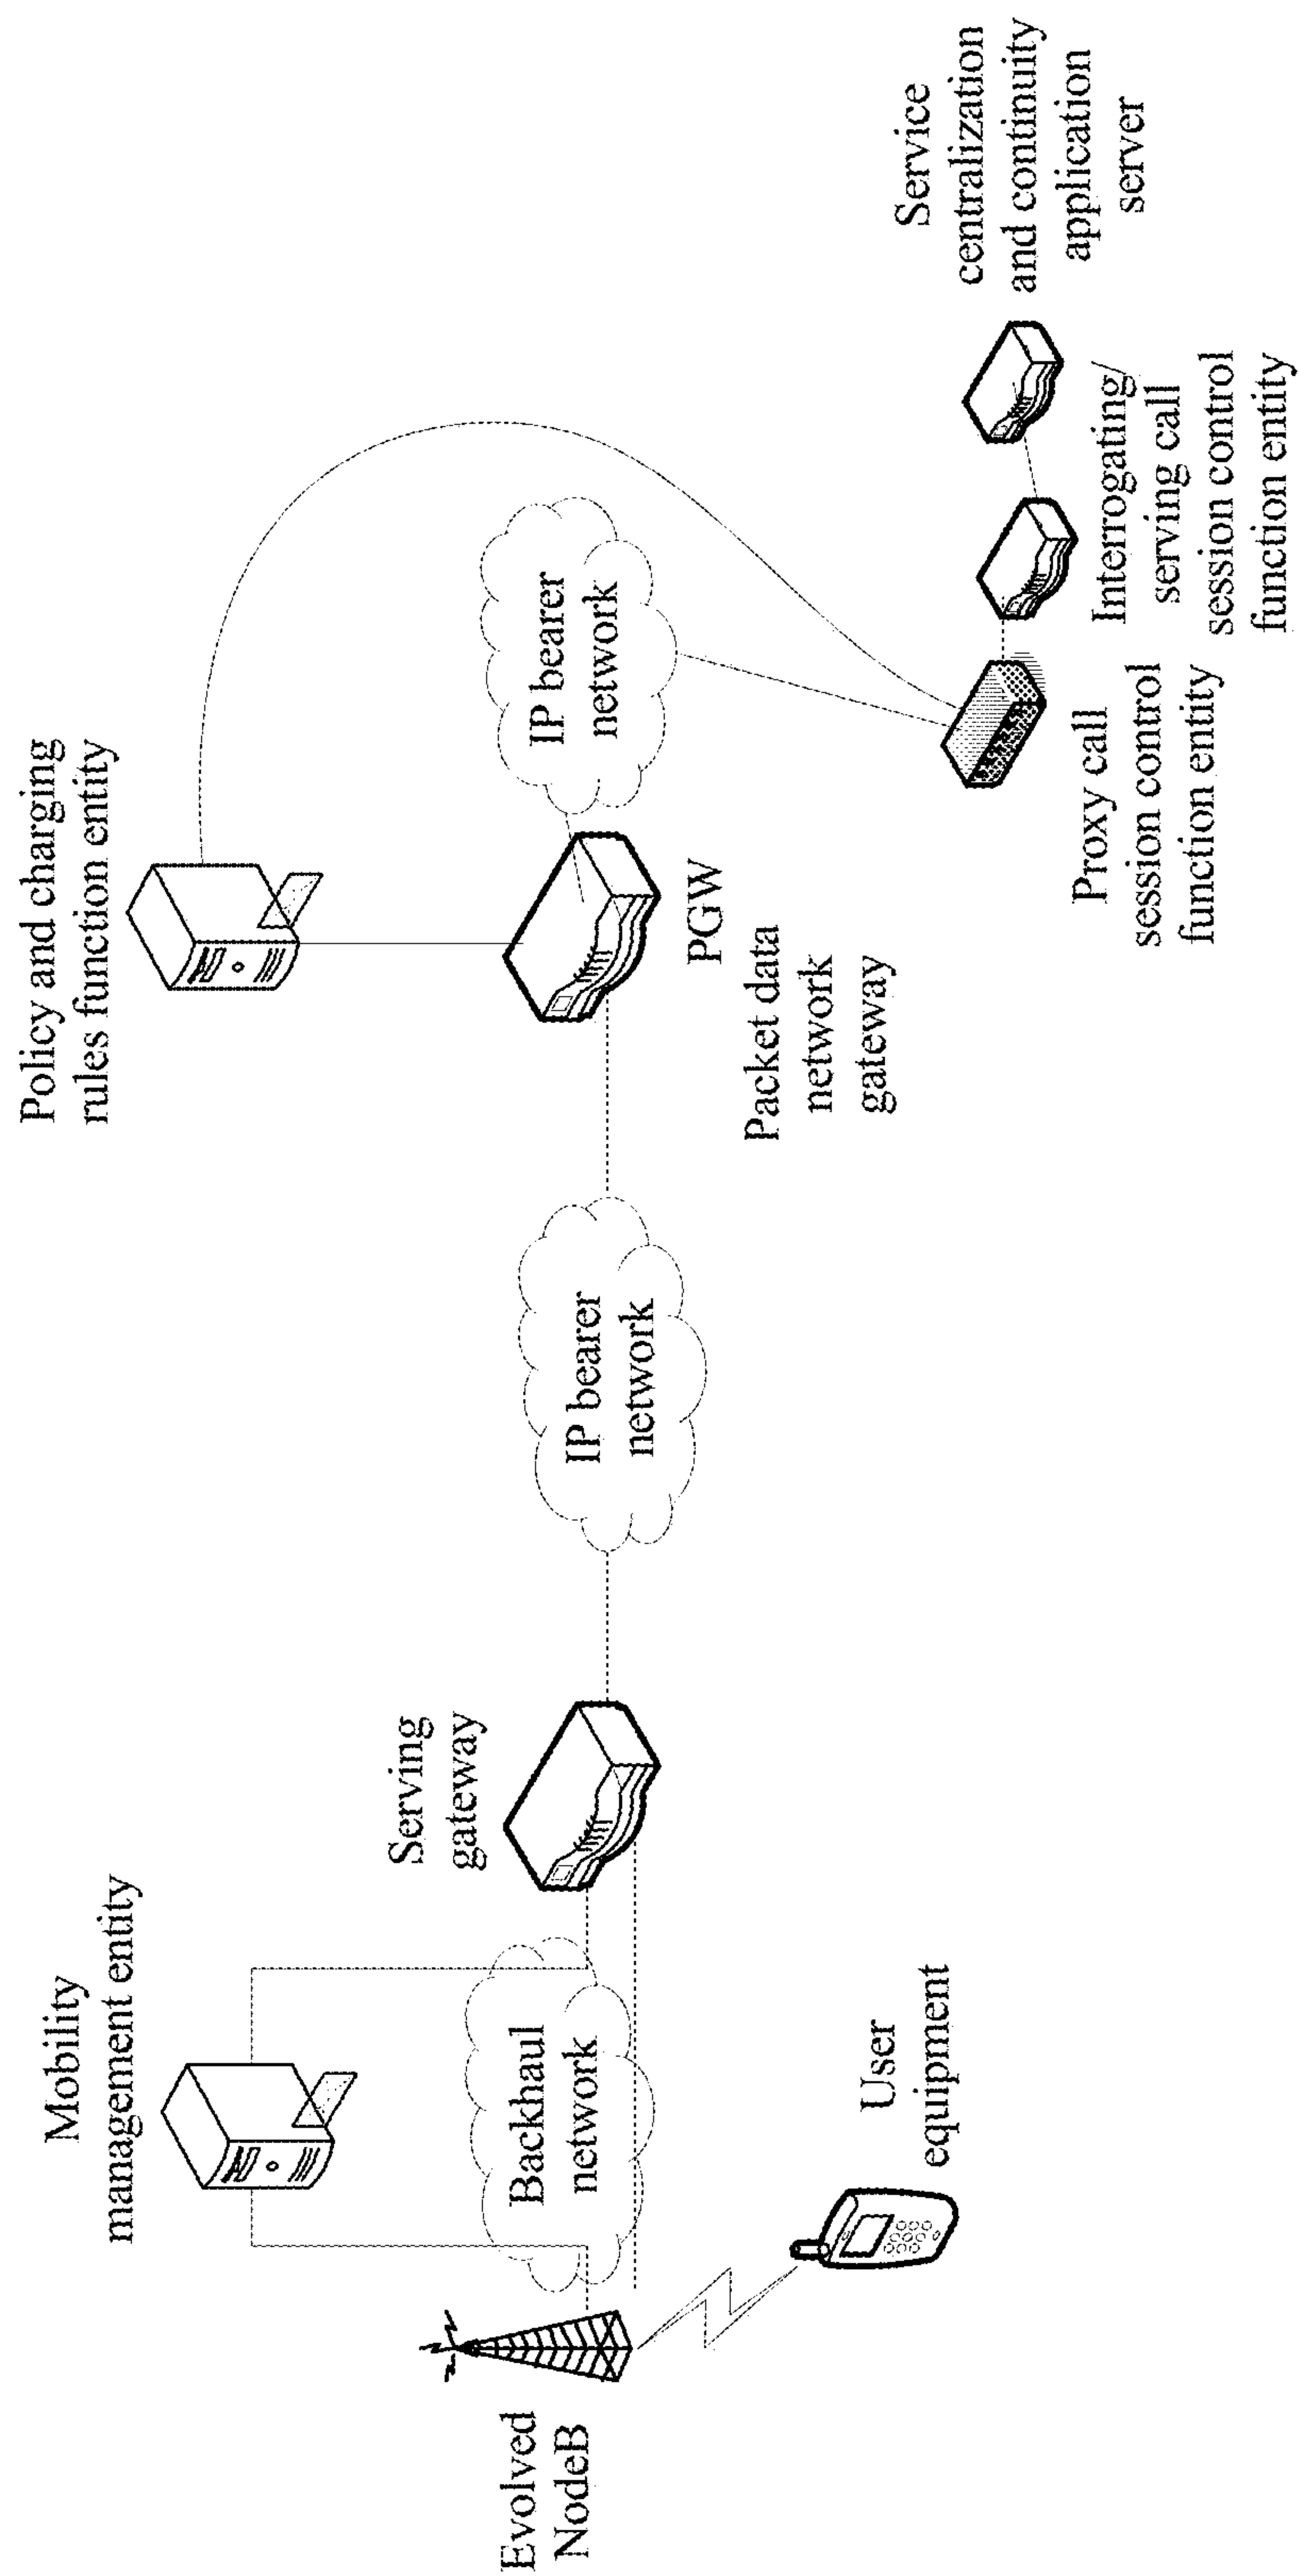 Mobility
management entity
Policy and charging
rules function entity
Evolved
NodeB
Backhaul
network
Serving
gateway
IP bearer
network
IP bearer
network
PGW
Packet data
network
gateway
User
equipment
Proxy call
session control
function entity
Interrogating/
serving call
session control
function entity
Service
centralization
and continuity
application
server